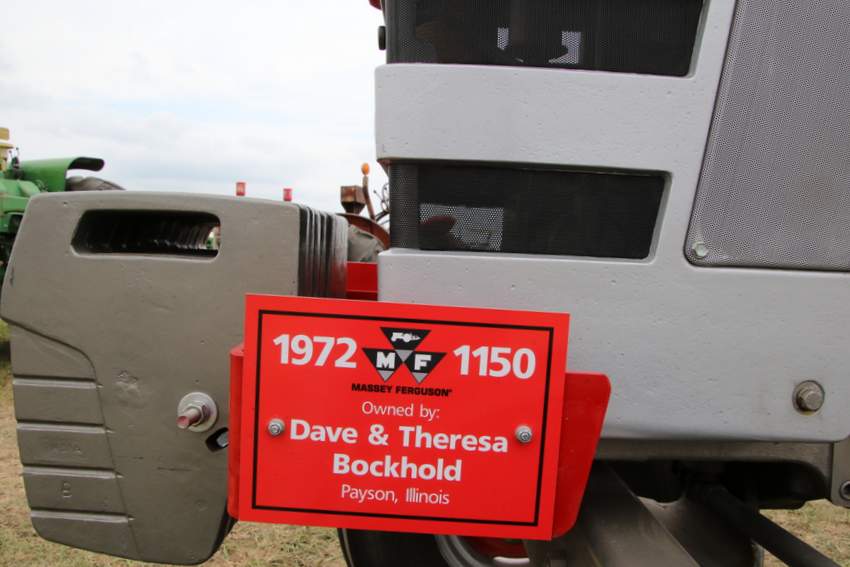 1972 MF 1150
MASSEY FERGUSON
Owned by:
Dave & Theresa
Bockhold
Payson, Illinois
B